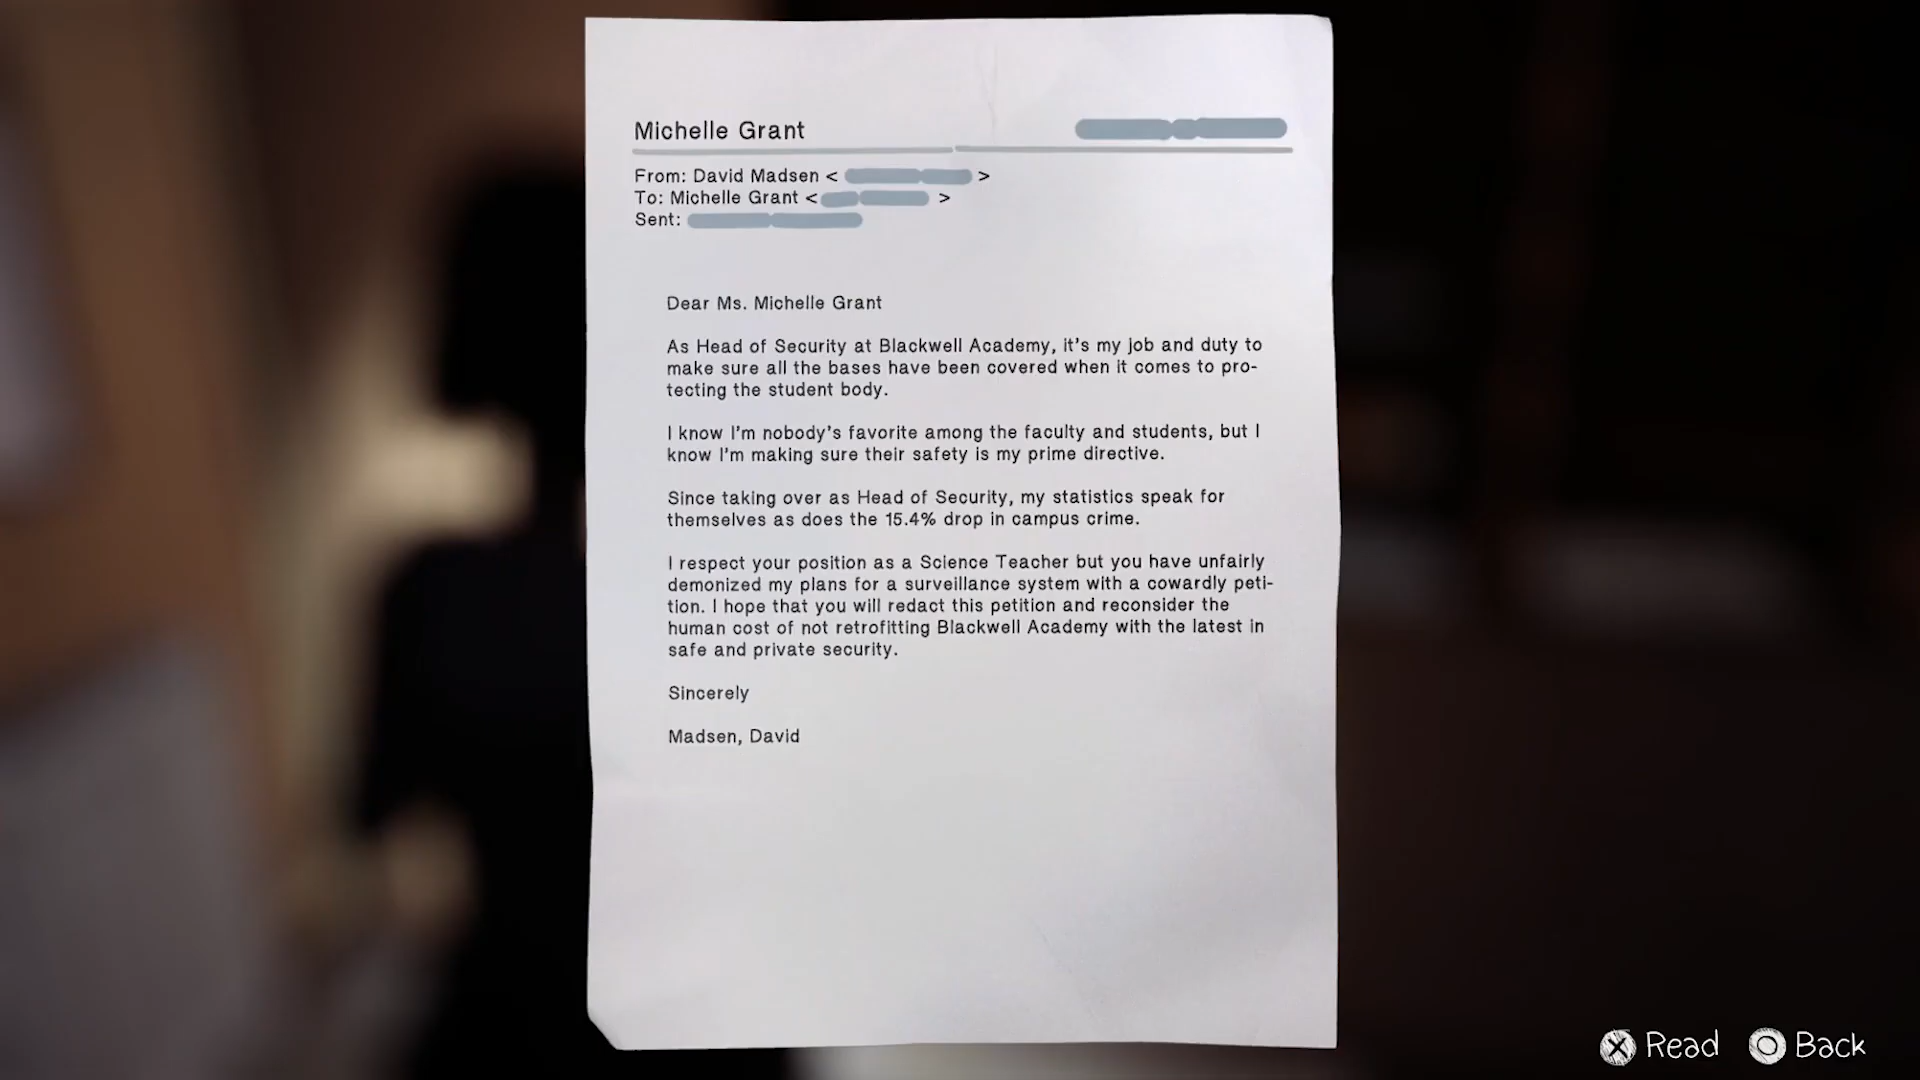 Michelle Grant
From: David Madsen < >
To: Michelle Grant < >
Sent:
Dear Ms. Michelle Grant
As Head of Security at Blackwell Academy, it's my job and duty to
make sure all the bases have been covered when it comes to pro-
tecting the student body.
I know I'm nobody's favorite among the faculty and students, but I
know I'm making sure their safety is my prime directive.
Since taking over as Head of Security, my statistics speak for
themselves as does the 15.4% drop in campus crime.
I respect your position as a Science Teacher but you have unfairly
demonized my plans for a surveillance system with a cowardly peti-
tion. I hope that you will redact this petition and reconsider the
human cost of not retrofitting Blackwell Academy with the latest in
safe and private security.
Sincerely
Madsen, David
Read Back